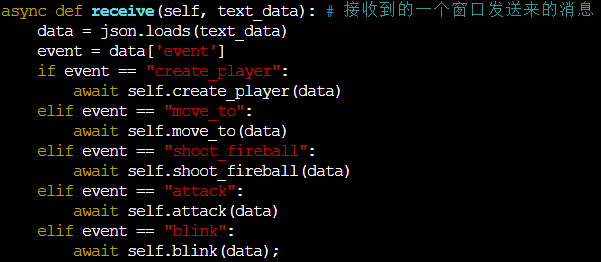 async def receive(self, text_data): # 接收到的一个窗口发送来的消息
    data = json.loads(text_data)
    event = data['event']
    if event == "create_player":
        await self.create_player(data)
    elif event == "move_to":
        await self.move_to(data)
    elif event == "shoot_fireball":
        await self.shoot_fireball(data)
    elif event == "attack":
        await self.attack(data)
    elif event == "blink":
        await self.blink(data);